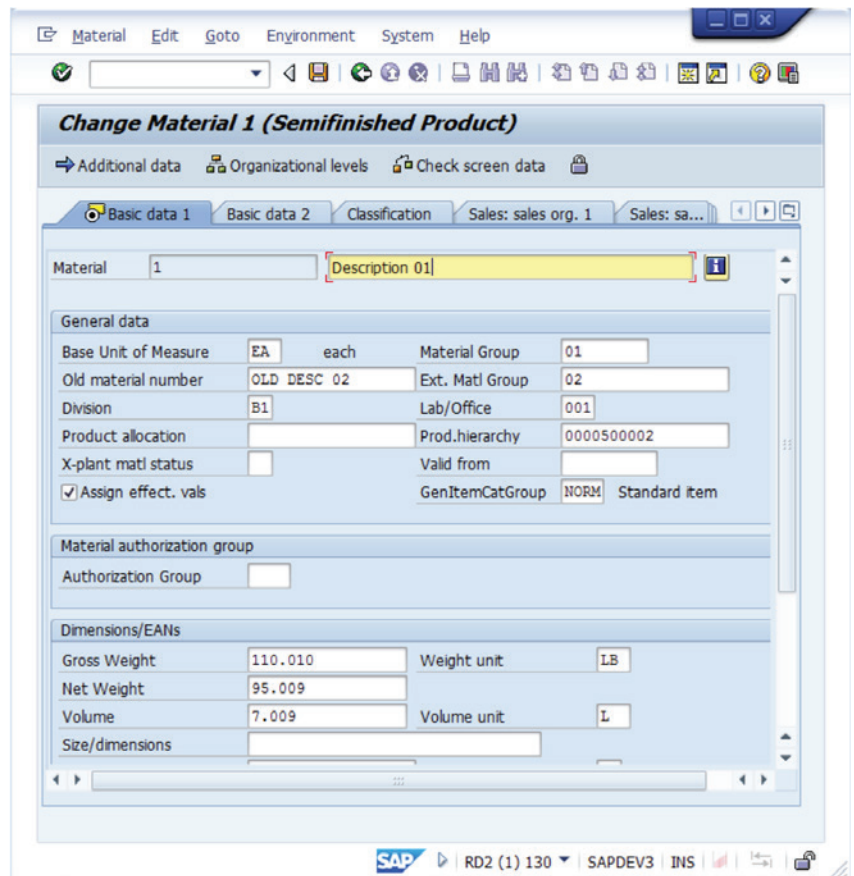 Material Edit Goto Environment System Help
Change Material 1 (Semifinished Product)
Additional data Organizational levels Check screen data
Basic data 1 Basic data 2 Classification Sales: sales org. 1 Sales: sa...
Material 1 Description 01
General data
Base Unit of Measure EA each Material Group 01
Old material number OLD DESC 02 Ext. Matl Group 02
Division B1 Lab/Office 001
Product allocation Prod.hierarchy 0000500002
X-plant matl status Valid from
Assign effect. vals GenItemCatGroup NORM Standard item
Material authorization group
Authorization Group
Dimensions/EANs
Gross Weight 110.010 Weight unit LB
Net Weight 95.009
Volume 7.009 Volume unit L
Size/dimensions
SAP RD2 (1) 130 SAPDEV3 INS